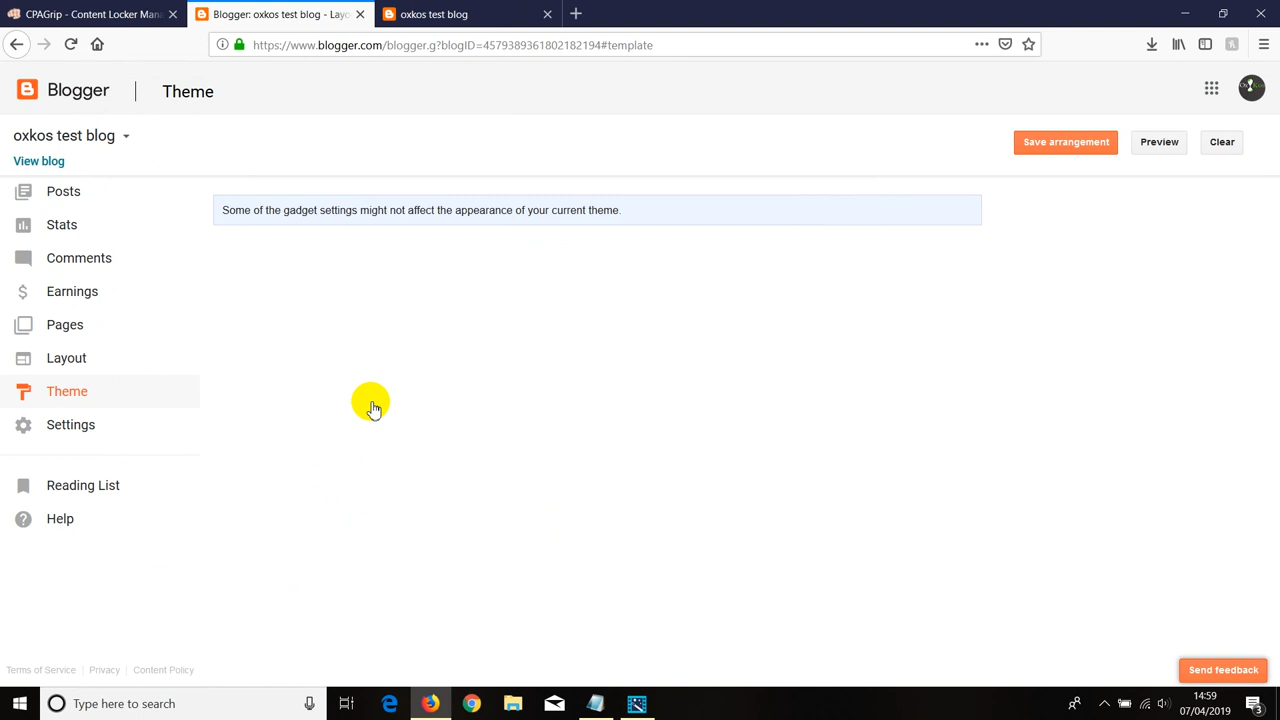 CPAGrip - Content Locker Mana
Blogger: oxkos test blog - Layo
oxkos test blog
https://www.blogger.com/blogger.g?blogID=4579389361802182194#template
Blogger
Theme
oxkos test blog
View blog
Save arrangement
Preview
Clear
Posts
Some of the gadget settings might not affect the appearance of your current theme.
Stats
Comments
Earnings
Pages
Layout
Theme
Settings
Reading List
Help
Terms of Service
Privacy
Content Policy
Send feedback
Type here to search
14:59
07/04/2019
3